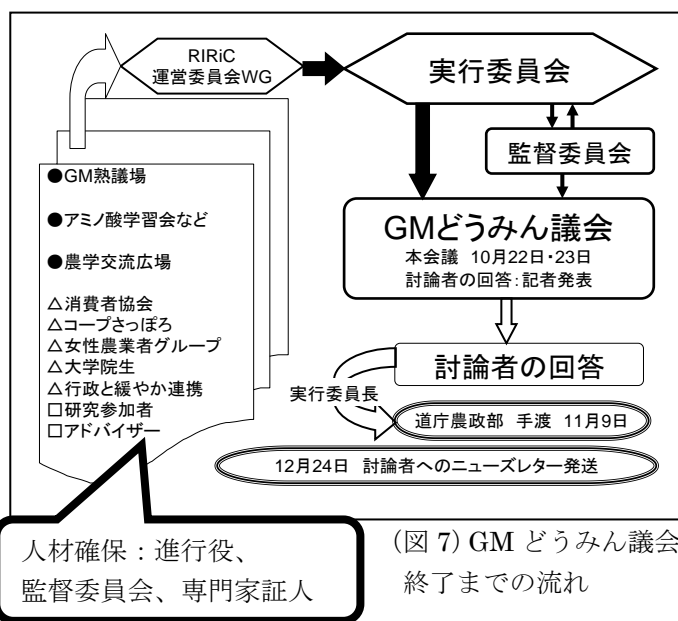 RIRiC
運営委員会WG
実行委員会
監督委員会
●GM熟議場
●アミノ酸学習会など
●農学交流広場
△消費者協会
△コープさっぽろ
△女性農業者グループ
△大学院生
△行政と緩やか連携
□研究参加者
□アドバイザー
GMどうみん議会
本会議 10月22日・23日
討論者の回答:記者発表
討論者の回答
実行委員長
道庁農政部 手渡 11月9日
12月24日 討論者へのニューズレター発送
人材確保：進行役、
監督委員会、専門家証人
(図 7) GM どうみん議会
終了までの流れ